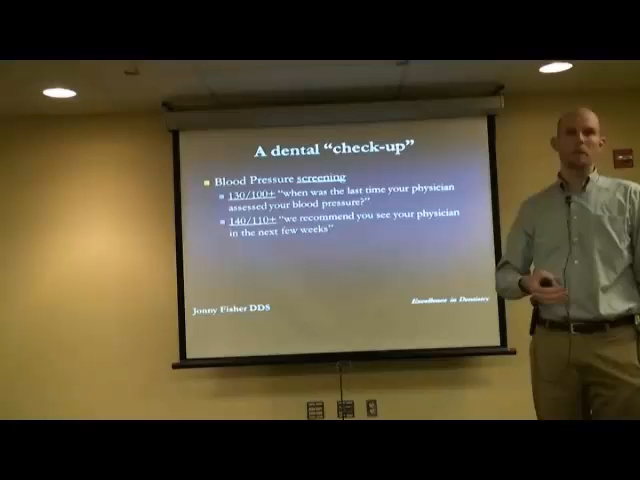 A dental “check-up”
Blood Pressure screening
130/100+ “when was the last time your physician
assessed your blood pressure?”
140/110+ “we recommend you see your physician
in the next few weeks”
Jonny Fisher DDS
Excellence in Dentistry